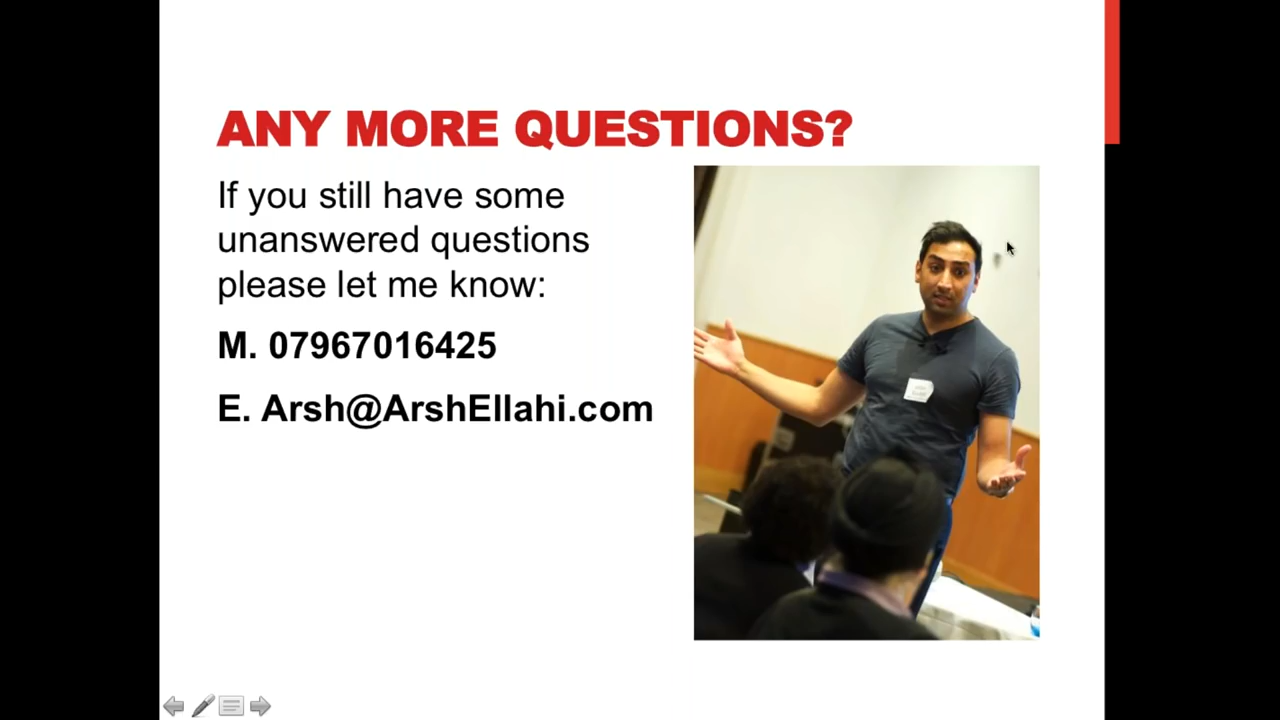 ANY MORE QUESTIONS?
If you still have some
unanswered questions
please let me know:
M. 07967016425
E. Arsh@ArshEllahi.com